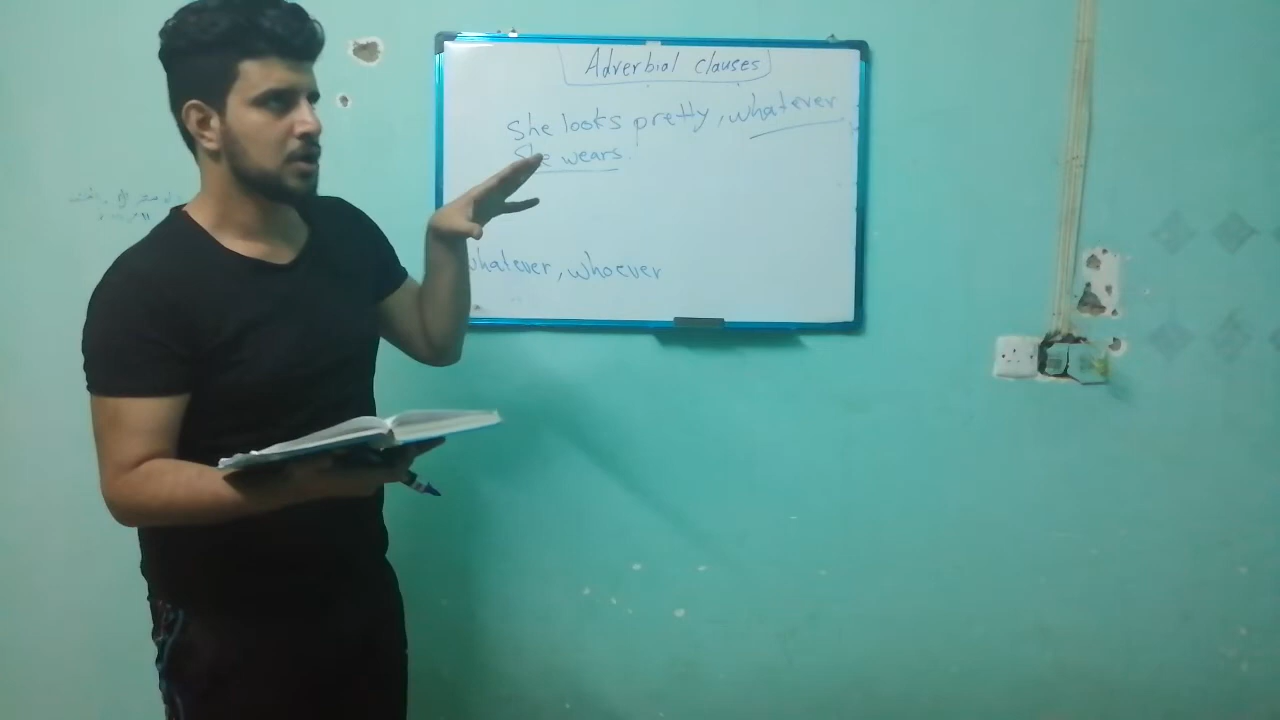 Adverbial clauses
She looks pretty, whatever
She wears.
whatever, whoever